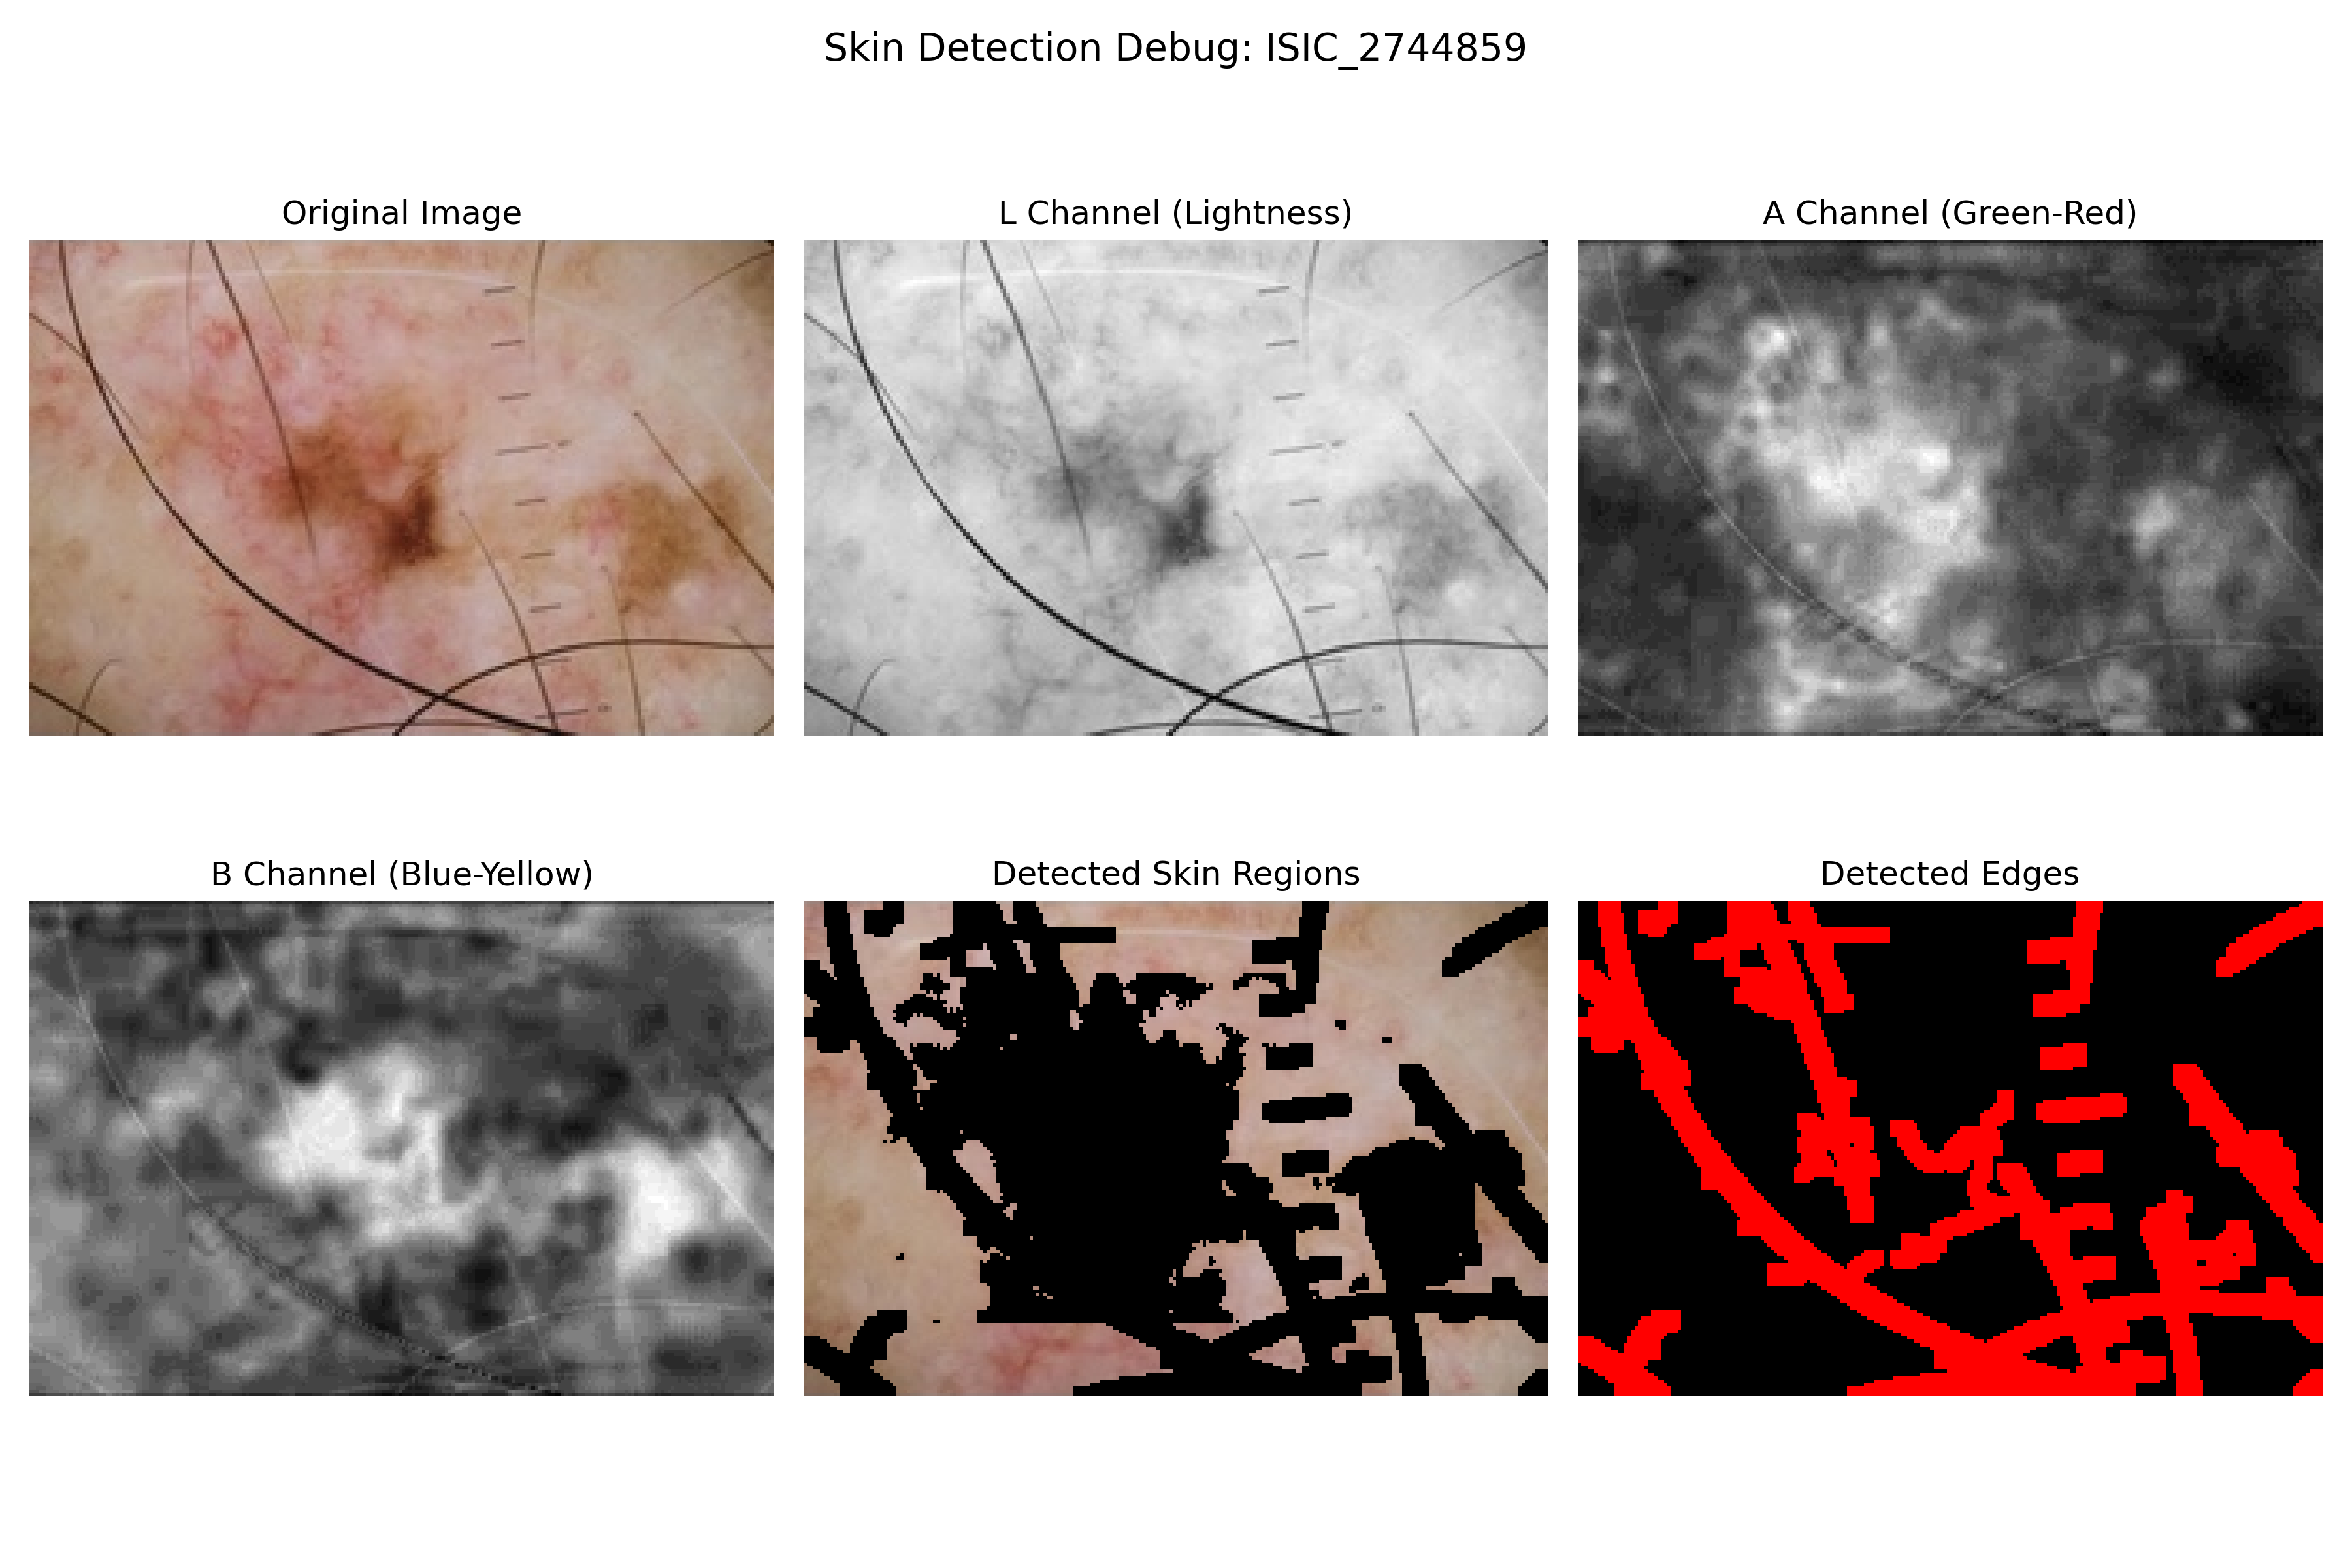 Skin Detection Debug: ISIC_2744859
Original Image
L Channel (Lightness)
A Channel (Green-Red)
B Channel (Blue-Yellow)
Detected Skin Regions
Detected Edges